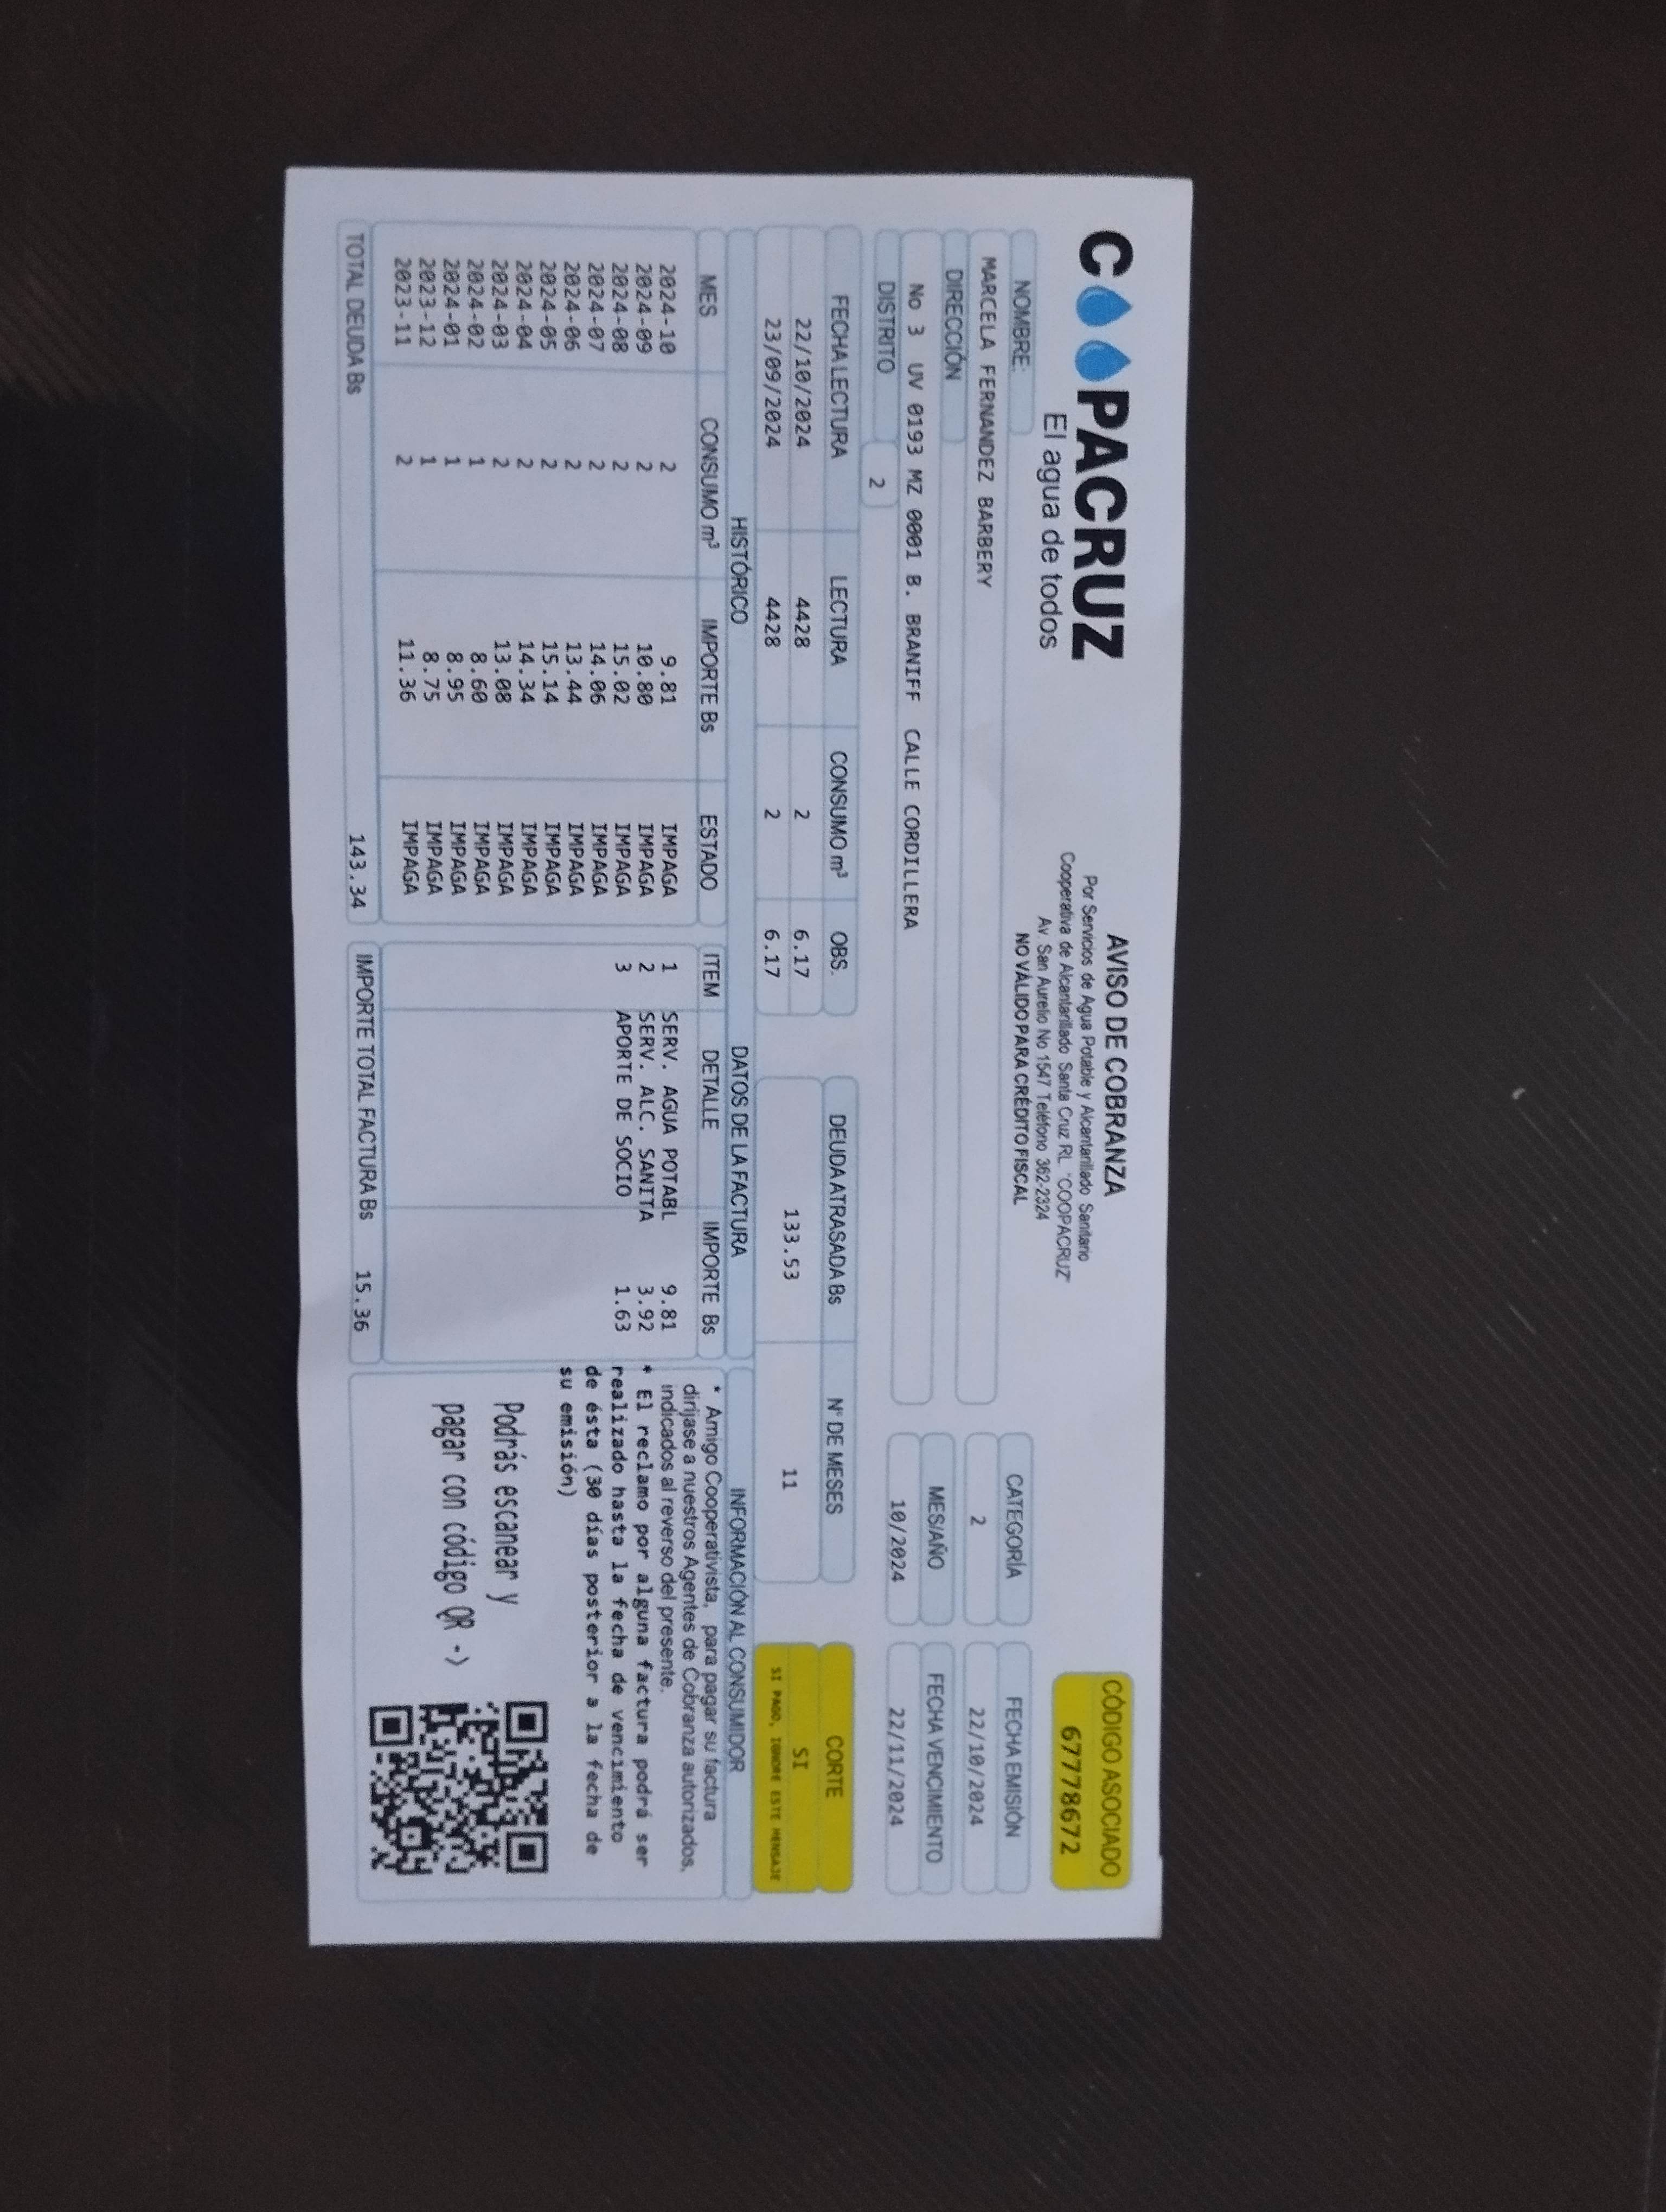 COOPACRUZ
El agua de todos
AVISO DE COBRANZA
Por Servicios de Agua Potable y Alcantarillado Sanitario
Cooperativa de Alcantarillado Santa Cruz RL. "COOPACRUZ"
Av. San Aurelio No 1547 Teléfono 362-2324
NO VÁLIDO PARA CRÉDITO FISCAL
CÓDIGO ASOCIADO
67778672
NOMBRE:
MARCELA FERNANDEZ BARBERY
CATEGORÍA
2
FECHA EMISIÓN
22/10/2024
DIRECCIÓN
No 3 UV 0193 MZ 0001 B. BRANIFF CALLE CORDILLERA
MES/AÑO
10/2024
FECHA VENCIMIENTO
22/11/2024
DISTRITO 2
FECHA LECTURA LECTURA CONSUMO m³ OBS.
22/10/2024 4428 2 6.17
23/09/2024 4428 2 6.17
DEUDA ATRASADA Bs N° DE MESES
133.53 11
CORTE
SI
SI PAGO, IGNORE ESTE MENSAJE
HISTÓRICO
MES CONSUMO m³ IMPORTE Bs ESTADO
2024-10 2 9.81 IMPAGA
2024-09 2 10.80 IMPAGA
2024-08 2 15.02 IMPAGA
2024-07 2 14.06 IMPAGA
2024-06 2 13.44 IMPAGA
2024-05 2 15.14 IMPAGA
2024-04 2 14.34 IMPAGA
2024-03 2 13.08 IMPAGA
2024-02 1 8.60 IMPAGA
2024-01 1 8.95 IMPAGA
2023-12 1 8.75 IMPAGA
2023-11 2 11.36 IMPAGA
TOTAL DEUDA Bs 143.34
DATOS DE LA FACTURA
ITEM DETALLE IMPORTE Bs
1 SERV. AGUA POTABL 9.81
2 SERV. ALC. SANITA 3.92
3 APORTE DE SOCIO 1.63
IMPORTE TOTAL FACTURA Bs 15.36
INFORMACIÓN AL CONSUMIDOR
* Amigo Cooperativista, para pagar su factura
diríjase a nuestros Agentes de Cobranza autorizados,
indicados al reverso del presente.
* El reclamo por alguna factura podrá ser
realizado hasta la fecha de vencimiento
de ésta (30 días posterior a la fecha de
su emisión)
Podrás escanear y
pagar con código QR ->